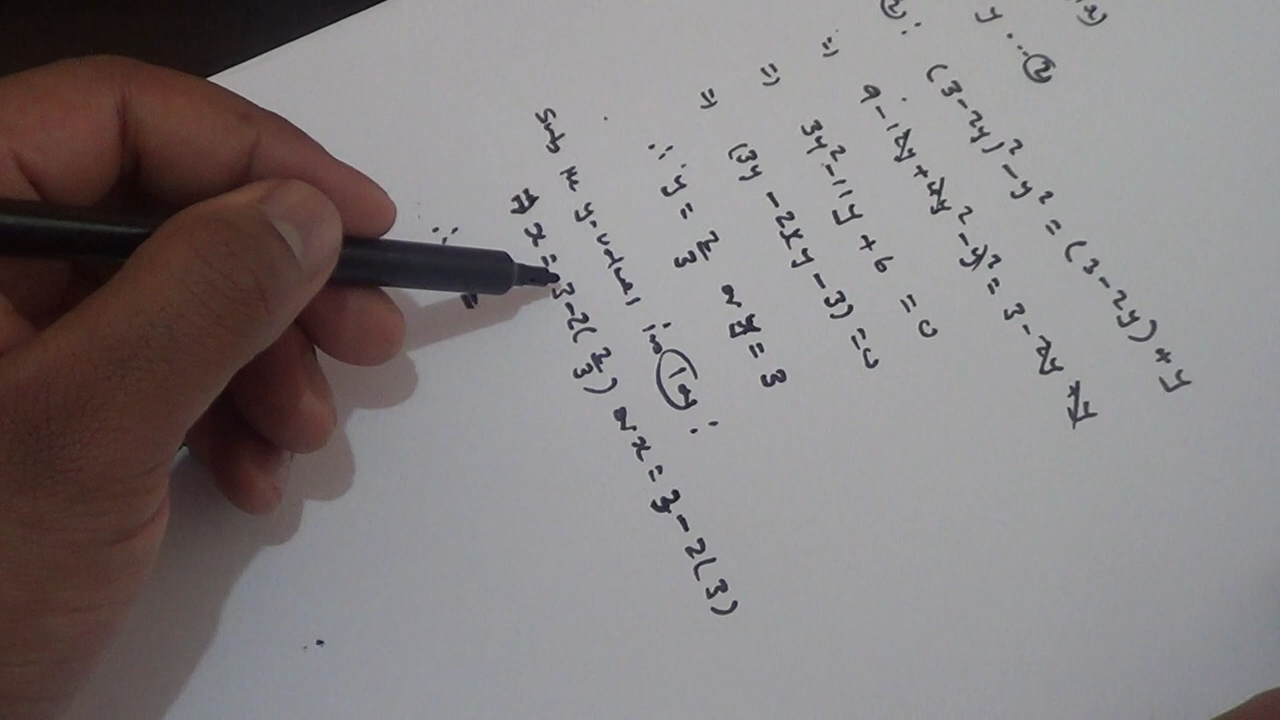 y ... ②
: (3-2y)² - y² = (3-2y) + y
=) 9 - 12y + 4y² - y² = 3 - 2y + y
=) 3y² - 11y + 6 = 0
=) (3y - 2)(y - 3) = 0
∴ y = 2/3 or y = 3
Sub the y-values into 1 :
x = 3 - 2(2/3) or x = 3 - 2(3)
∴ =